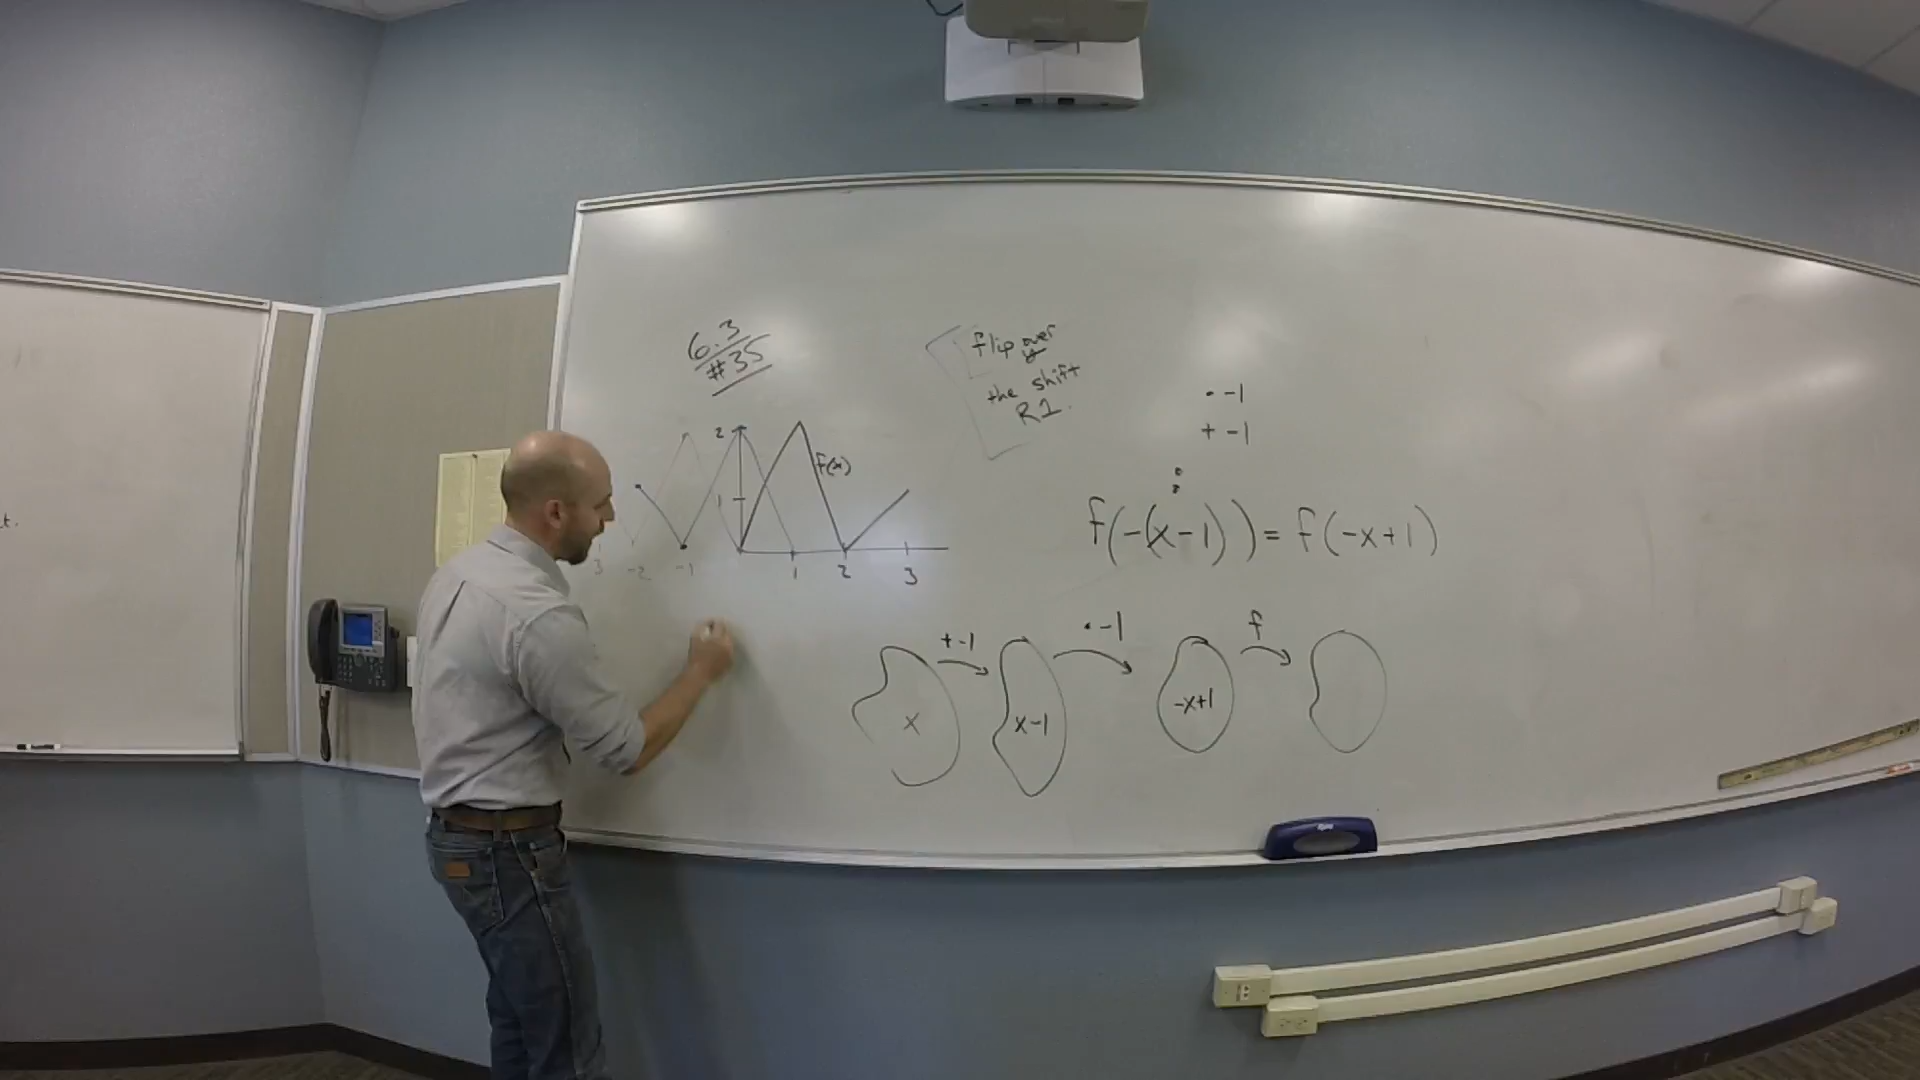 t.
6.3
#35
2
1
f(x)
3 -2 -1 1 2 3
flip over
y
the shift
R1.
· -1
+ -1
f(-(x-1)) = f(-x+1)
+ -1
· -1
f
x
x-1
-x+1